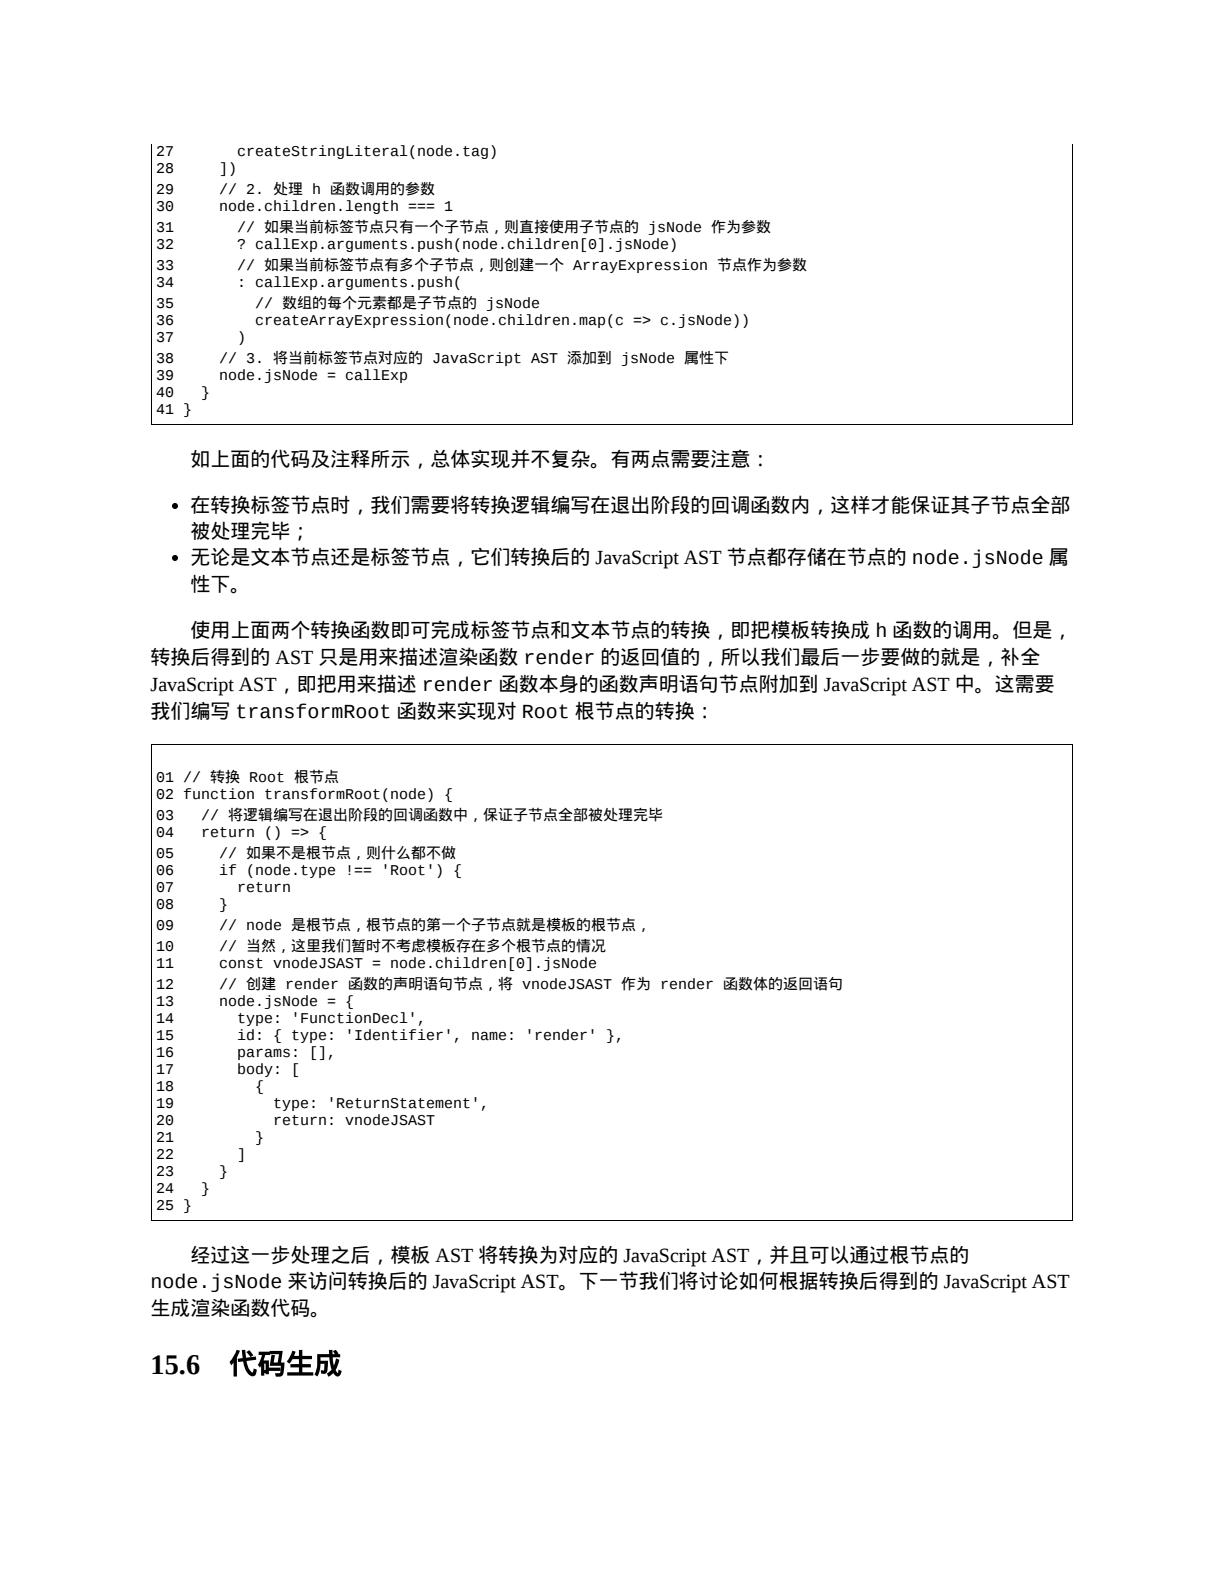 27       createStringLiteral(node.tag)
28     ])
29     // 2. 处理 h 函数调用的参数
30     node.children.length === 1
31       // 如果当前标签节点只有一个子节点，则直接使用子节点的 jsNode 作为参数
32       ? callExp.arguments.push(node.children[0].jsNode)
33       // 如果当前标签节点有多个子节点，则创建一个 ArrayExpression 节点作为参数
34       : callExp.arguments.push(
35         // 数组的每个元素都是子节点的 jsNode
36         createArrayExpression(node.children.map(c => c.jsNode))
37       )
38     // 3. 将当前标签节点对应的 JavaScript AST 添加到 jsNode 属性下
39     node.jsNode = callExp
40   }
41 }
如上面的代码及注释所示，总体实现并不复杂。有两点需要注意：
• 在转换标签节点时，我们需要将转换逻辑编写在退出阶段的回调函数内，这样才能保证其子节点全部
被处理完毕；
• 无论是文本节点还是标签节点，它们转换后的 JavaScript AST 节点都存储在节点的 node.jsNode 属
性下。
使用上面两个转换函数即可完成标签节点和文本节点的转换，即把模板转换成 h 函数的调用。但是，
转换后得到的 AST 只是用来描述渲染函数 render 的返回值的，所以我们最后一步要做的就是，补全
JavaScript AST，即把用来描述 render 函数本身的函数声明语句节点附加到 JavaScript AST 中。这需要
我们编写 transformRoot 函数来实现对 Root 根节点的转换：
01 // 转换 Root 根节点
02 function transformRoot(node) {
03   // 将逻辑编写在退出阶段的回调函数中，保证子节点全部被处理完毕
04   return () => {
05     // 如果不是根节点，则什么都不做
06     if (node.type !== 'Root') {
07       return
08     }
09     // node 是根节点，根节点的第一个子节点就是模板的根节点，
10     // 当然，这里我们暂时不考虑模板存在多个根节点的情况
11     const vnodeJSAST = node.children[0].jsNode
12     // 创建 render 函数的声明语句节点，将 vnodeJSAST 作为 render 函数体的返回语句
13     node.jsNode = {
14       type: 'FunctionDecl',
15       id: { type: 'Identifier', name: 'render' },
16       params: [],
17       body: [
18         {
19           type: 'ReturnStatement',
20           return: vnodeJSAST
21         }
22       ]
23     }
24   }
25 }
经过这一步处理之后，模板 AST 将转换为对应的 JavaScript AST，并且可以通过根节点的
node.jsNode 来访问转换后的 JavaScript AST。下一节我们将讨论如何根据转换后得到的 JavaScript AST
生成渲染函数代码。
15.6 代码生成